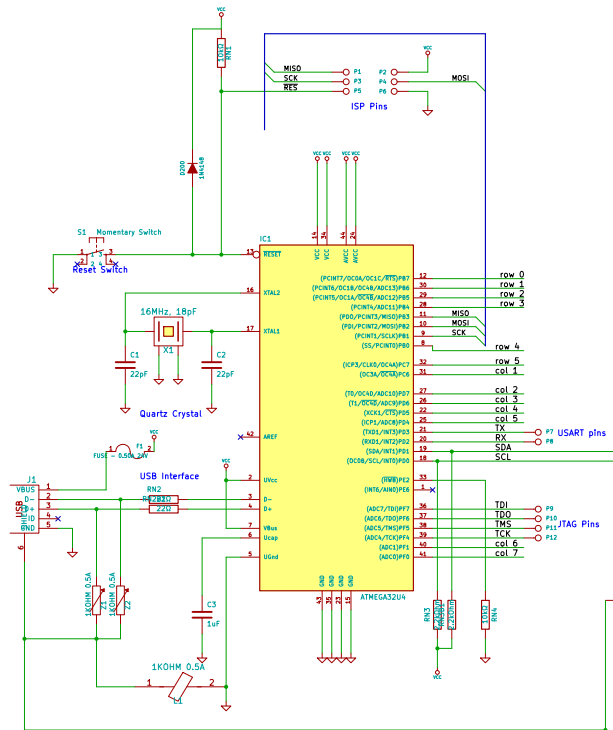 VCC
10kΩ
RN1
D200
1N4148
MISO
SCK
RES
P1
P3
P5
P2
P4
P6
VCC
MOSI
ISP Pins
VCC VCC VCC VCC
S1 Momentary Switch
1 1 3 3
2 2 4 4
Reset Switch
IC1
14 34 44 24
VCC VCC AVCC AVCC
13 RESET
16 XTAL2
17 XTAL1
42 AREF
2 UVcc
3 D-
4 D+
7 VBus
6 Ucap
5 UGnd
(PCINT7/OC0A/OC1C/RTS)PB7 12 row 0
(PCINT6/OC1B/OC4B/ADC13)PB6 30 row 1
(PCINT5/OC1A/OC4B/ADC12)PB5 29 row 2
(PCINT4/ADC11)PB4 28 row 3
(PDO/PCINT3/MISO)PB3 11 MISO
(PDI/PCINT2/MOSI)PB2 10 MOSI
(PCINT1/SCLK)PB1 9 SCK
(SS/PCINT0)PB0 8 row 4
(ICP3/CLK0/OC4A)PC7 32 row 5
(OC3A/OC4A)PC6 31 col 1
(T0/OC4D/ADC10)PD7 27 col 2
(T1/OC4D/ADC9)PD6 26 col 3
(XCK1/CTS)PD5 22 col 4
(ICP1/ADC8)PD4 25 col 5
(TXD1/INT3)PD3 21 TX P7
(RXD1/INT2)PD2 20 RX P8
USART pins
(SDA/INT1)PD1 19 SDA
(OC0B/SCL/INT0)PD0 18 SCL
(HWB)PE2 33
(INT6/AIN0)PE6 1
(ADC7/TDI)PF7 36 TDI P9
(ADC6/TDO)PF6 37 TDO P10
(ADC5/TMS)PF5 38 TMS P11
(ADC4/TCK)PF4 39 TCK P12
JTAG Pins
(ADC1)PF1 40 col 6
(ADC0)PF0 41 col 7
GND GND GND GND
43 35 23 15
ATMEGA32U4
16MHz, 18pF
X1
C1
22pF
C2
22pF
Quartz Crystal
VCC
F1
FUSE - 0.50A 24V
USB Interface
VCC
RN2
22Ω
J1
VBUS 1
D- 2
D+ 3
ID 4
GND 5
USB
SHIELD
6
1KOHM 0.5A
Z1
1KOHM 0.5A
Z2
C3
1uF
1KOHM 0.5A
1 2
L1
RN3
2.2kOhm
10kΩ
RN4
VCC